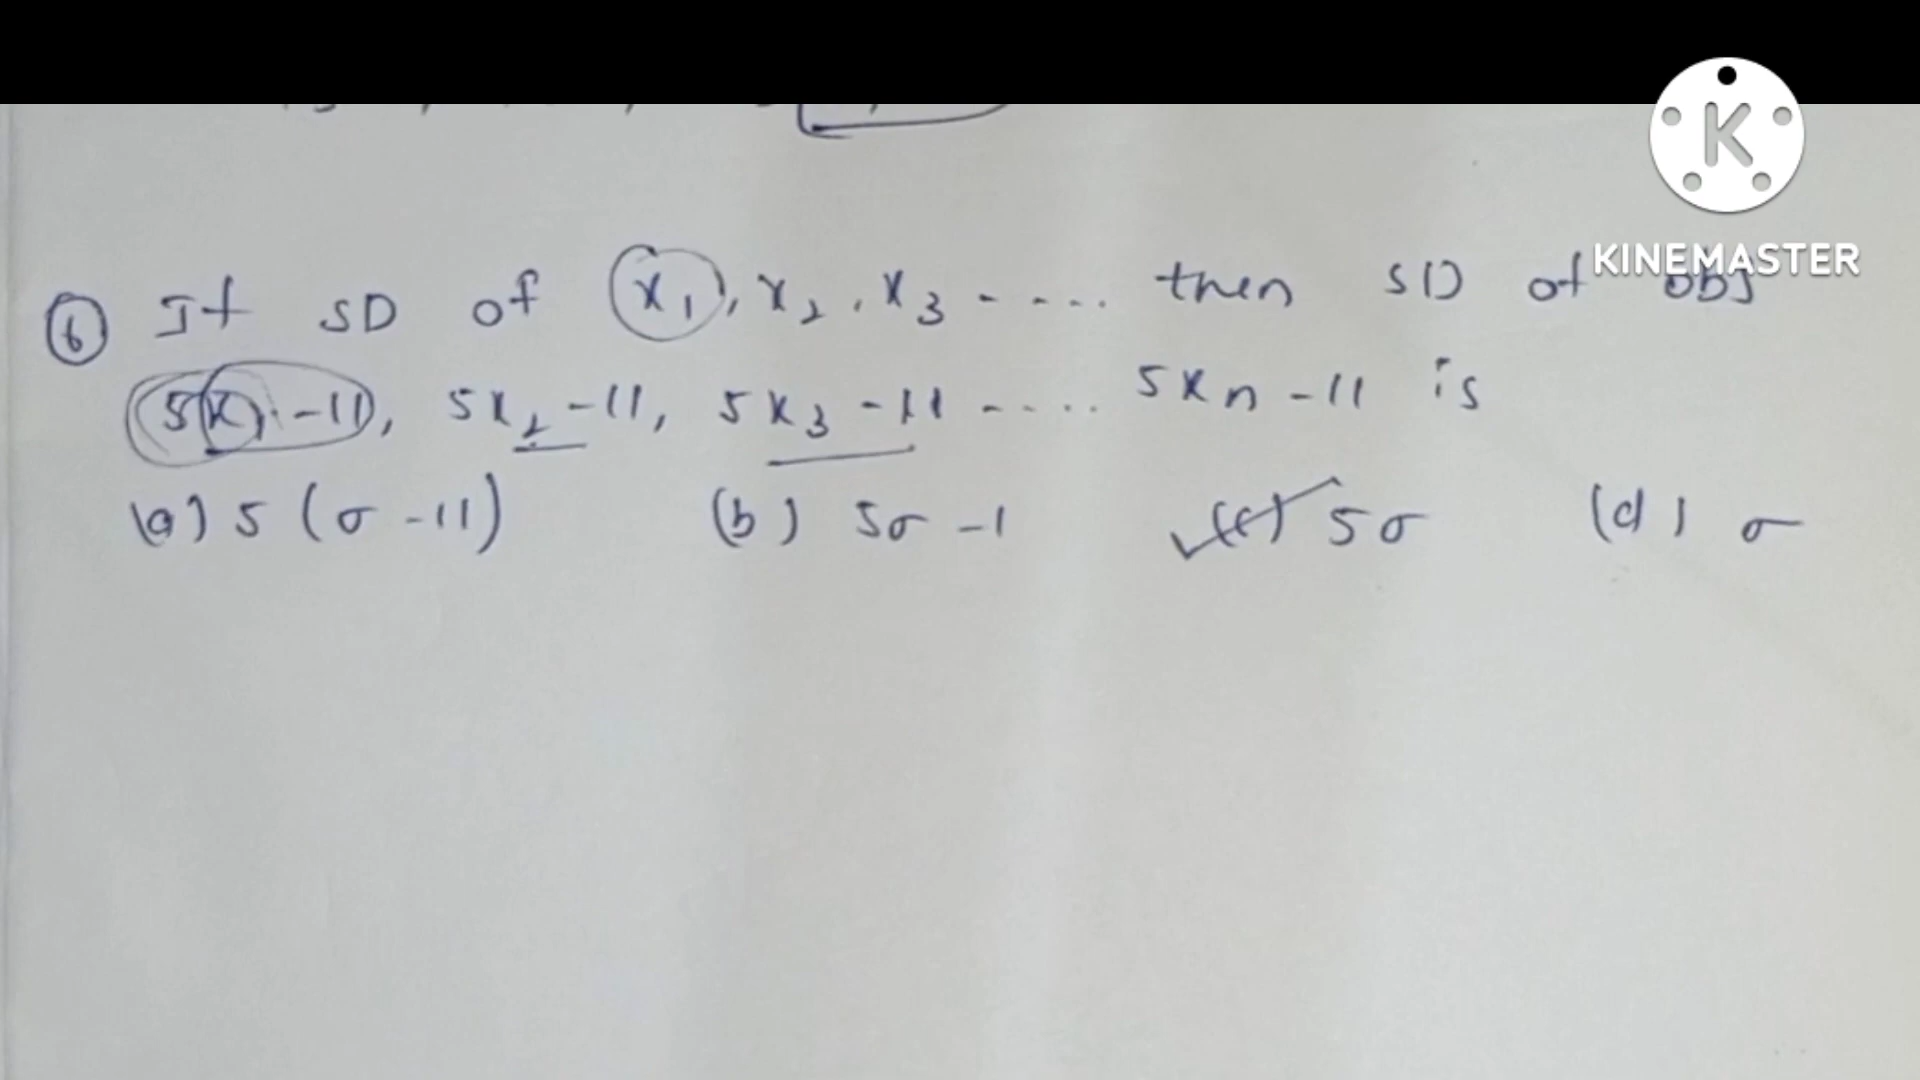 K
KINEMASTER
⑥ If SD of x₁, x₂, x₃ - .... then SD of obs
5x₁ - 11, 5x₂ - 11, 5x₃ - 11 - .... 5xn - 11 is
(a) 5 (σ - 11) (b) 5σ - 1 (c) 5σ (d) σ